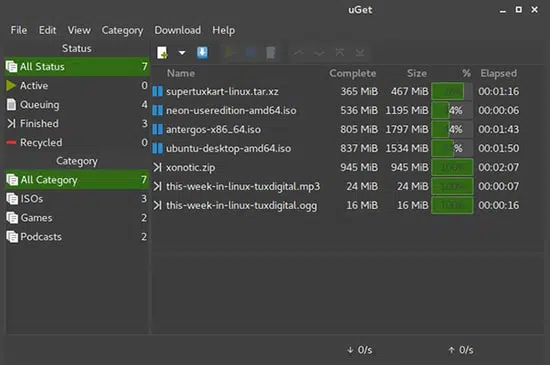 uGet
File Edit View Category Download Help
Status
All Status 7
Active 0
Queuing 4
Finished 3
Recycled 0
Category
All Category 7
ISOs 3
Games 2
Podcasts 2
Name Complete Size % Elapsed
supertuxkart-linux.tar.xz 365 MiB 467 MiB 00:01:16
neon-useredition-amd64.iso 536 MiB 1195 MiB 4% 00:00:06
antergos-x86_64.iso 805 MiB 1797 MiB 4% 00:01:43
ubuntu-desktop-amd64.iso 837 MiB 1534 MiB % 00:01:50
xonotic.zip 945 MiB 945 MiB 100% 00:02:07
this-week-in-linux-tuxdigital.mp3 24 MiB 24 MiB 100% 00:00:07
this-week-in-linux-tuxdigital.ogg 16 MiB 16 MiB 100% 00:00:16
↓ 0/s ↑ 0/s